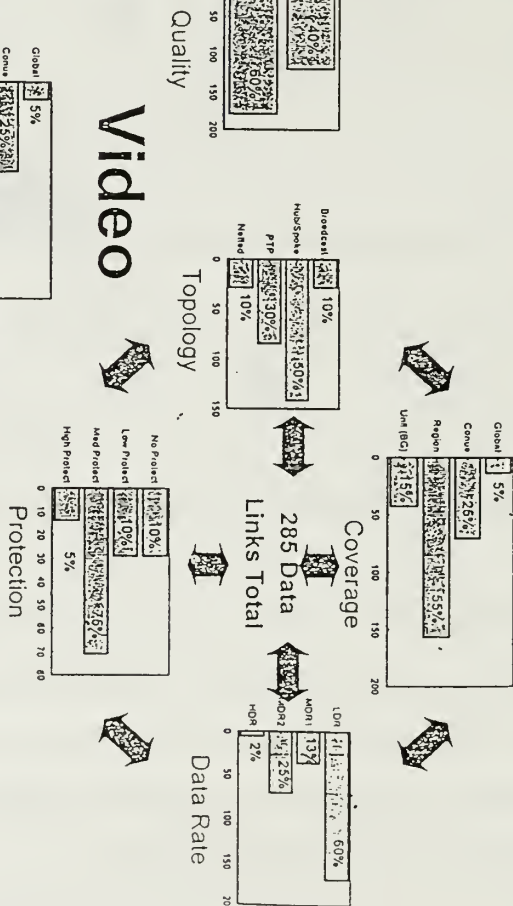 Global 5%
Conue 25%
Region 55%
Unit (BG) 15%
0 50 100 150 200
Coverage
40%
60%
50 100 150 200
Quality
Broadcast 10%
Hub/Spoke 50%
PTP 30%
Netted 10%
0 50 100 150
Topology
285 Data
Links Total
LDR 60%
MDR1 13%
MDR2 25%
HDR 2%
0 50 100 150 20
Data Rate
Video
No Protect 10%
Low Protect 10%
Med Protect 75%
High Protect 5%
0 10 20 30 40 50 60 70 80
Protection
Global 5%
Conue 25%